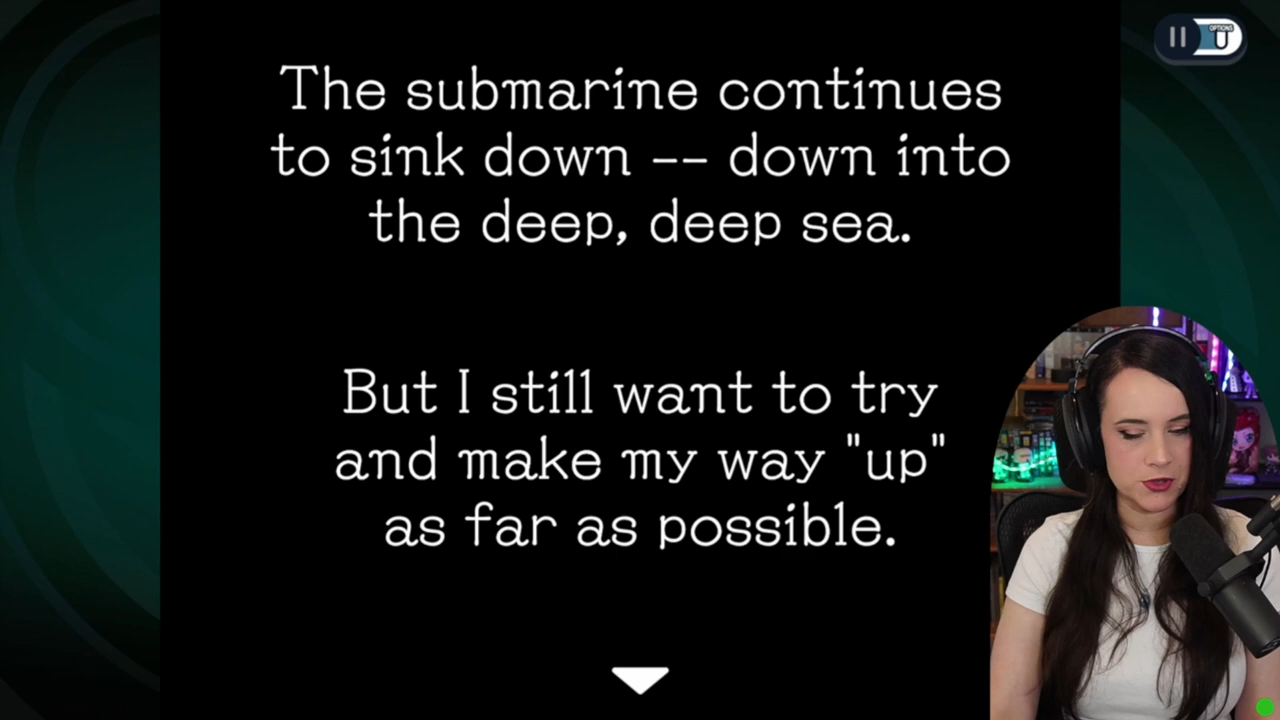 OPTIONS
The submarine continues
to sink down -- down into
the deep, deep sea.
But I still want to try
and make my way "up"
as far as possible.